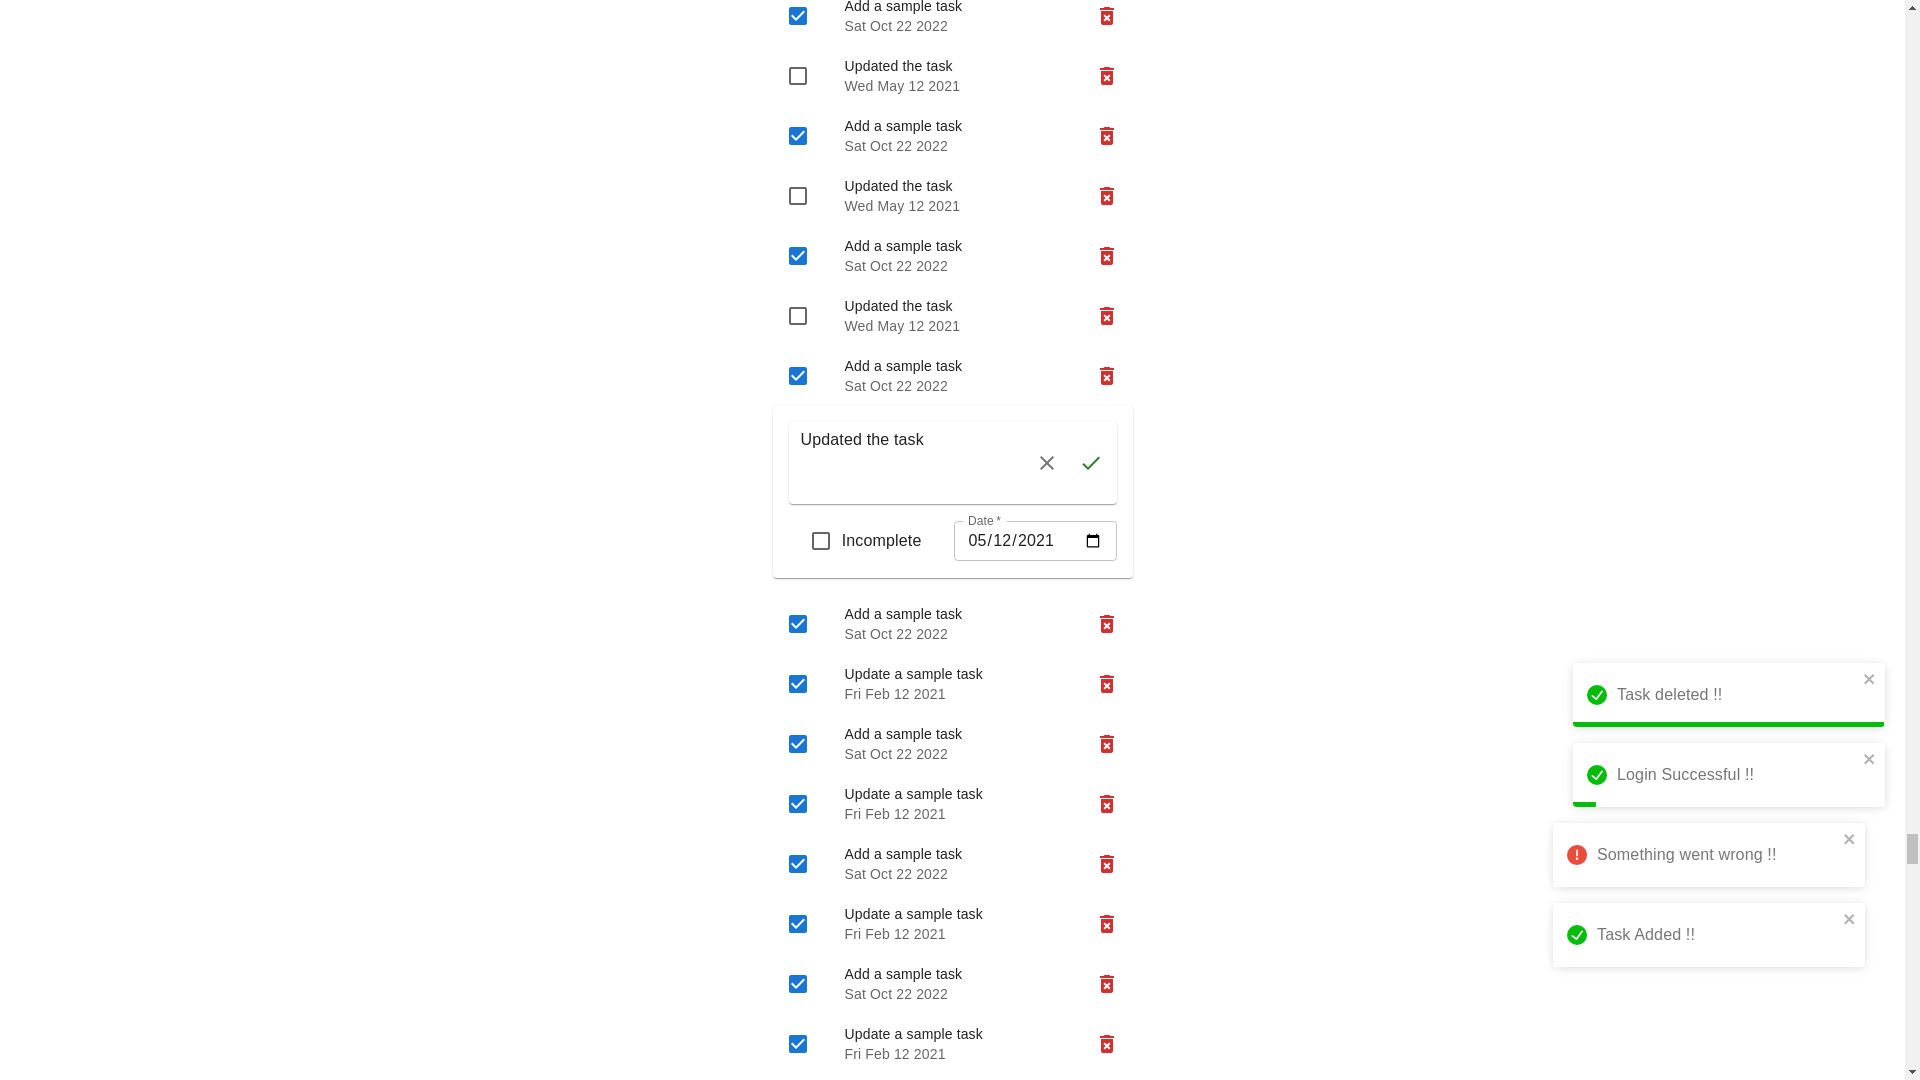 Add a sample task
Sat Oct 22 2022
Updated the task
Wed May 12 2021
Add a sample task
Sat Oct 22 2022
Updated the task
Wed May 12 2021
Add a sample task
Sat Oct 22 2022
Updated the task
Wed May 12 2021
Add a sample task
Sat Oct 22 2022
Updated the task
Incomplete
Date *
05/12/2021
Add a sample task
Sat Oct 22 2022
Update a sample task
Fri Feb 12 2021
Add a sample task
Sat Oct 22 2022
Update a sample task
Fri Feb 12 2021
Add a sample task
Sat Oct 22 2022
Update a sample task
Fri Feb 12 2021
Add a sample task
Sat Oct 22 2022
Update a sample task
Fri Feb 12 2021
Task deleted !!
Login Successful !!
Something went wrong !!
Task Added !!